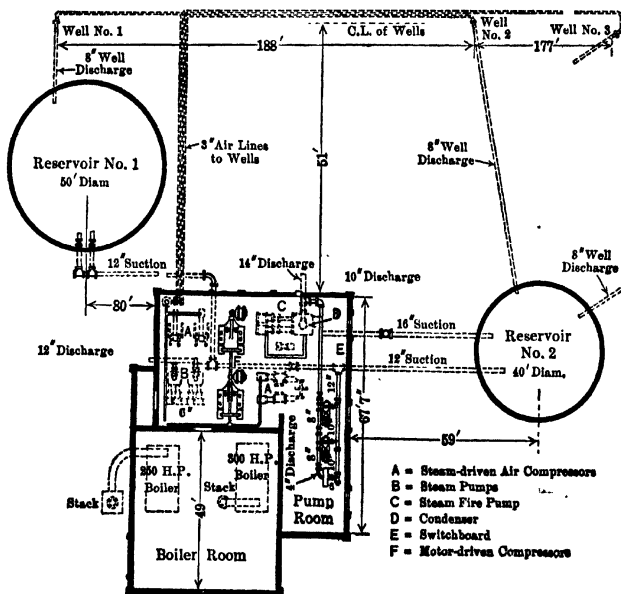 Well No. 1
C.L. of Wells
Well
No. 2
Well No. 3
188′
177′
8″ Well
Discharge
Reservoir No. 1
50′ Diam
3″ Air Lines
to Wells
51′
8″ Well
Discharge
8″ Well
Discharge
12″ Suction
14″ Discharge
10″ Discharge
80′
16″ Suction
Reservoir
No. 2
40′ Diam.
12″ Discharge
12″ Suction
A
B
C
D
E
A
6″
12″
8″
8″
67′7″
59′
4″ Discharge
250 H.P.
Boiler
300 H.P.
Boiler
Stack
Stack
49′
Pump
Room
Boiler Room
A = Steam-driven Air Compressors
B = Steam Pumps
C = Steam Fire Pump
D = Condenser
E = Switchboard
F = Motor-driven Compressors